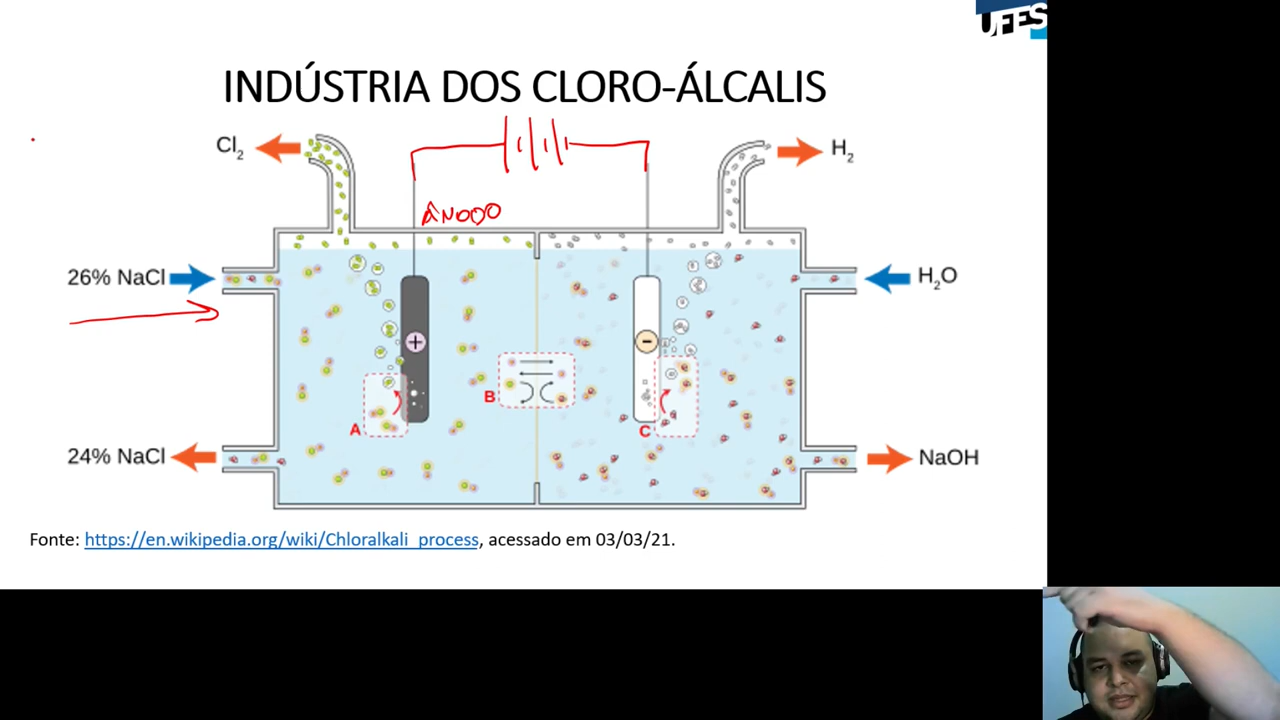 UFES
INDÚSTRIA DOS CLORO-ÁLCALIS
Cl₂
H₂
ÂNODO
26% NaCl
H₂O
+
-
B
A
C
24% NaCl
NaOH
Fonte: https://en.wikipedia.org/wiki/Chloralkali_process, acessado em 03/03/21.